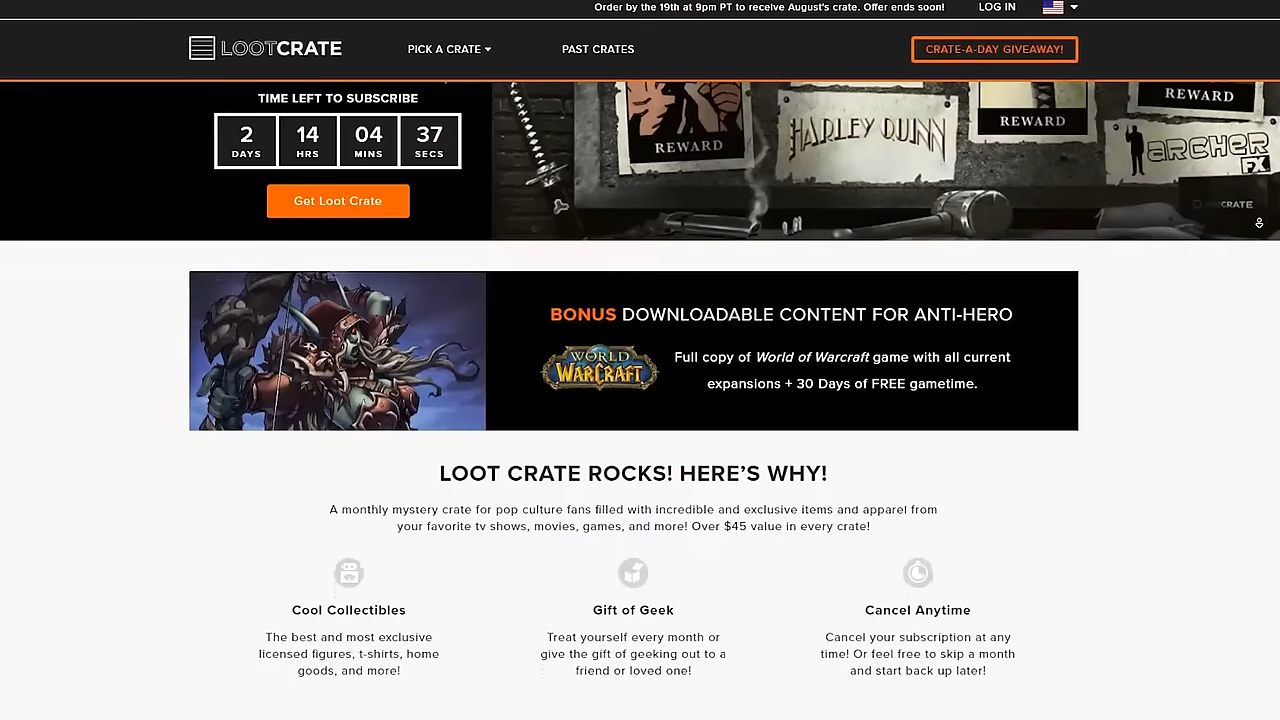 Order by the 19th at 9pm PT to receive August's crate. Offer ends soon!
LOG IN
LOOTCRATE
PICK A CRATE
PAST CRATES
CRATE-A-DAY GIVEAWAY!
TIME LEFT TO SUBSCRIBE
2 14 04 37
DAYS HRS MINS SECS
Get Loot Crate
REWARD
HARLEY QUINN
REWARD
REWARD
ARCHER
FX
CRATE
BONUS DOWNLOADABLE CONTENT FOR ANTI-HERO
WORLD
WARCRAFT
Full copy of World of Warcraft game with all current
expansions + 30 Days of FREE gametime.
LOOT CRATE ROCKS! HERE'S WHY!
A monthly mystery crate for pop culture fans filled with incredible and exclusive items and apparel from
your favorite tv shows, movies, games, and more! Over $45 value in every crate!
Cool Collectibles
The best and most exclusive
licensed figures, t-shirts, home
goods, and more!
Gift of Geek
Treat yourself every month or
give the gift of geeking out to a
friend or loved one!
Cancel Anytime
Cancel your subscription at any
time! Or feel free to skip a month
and start back up later!